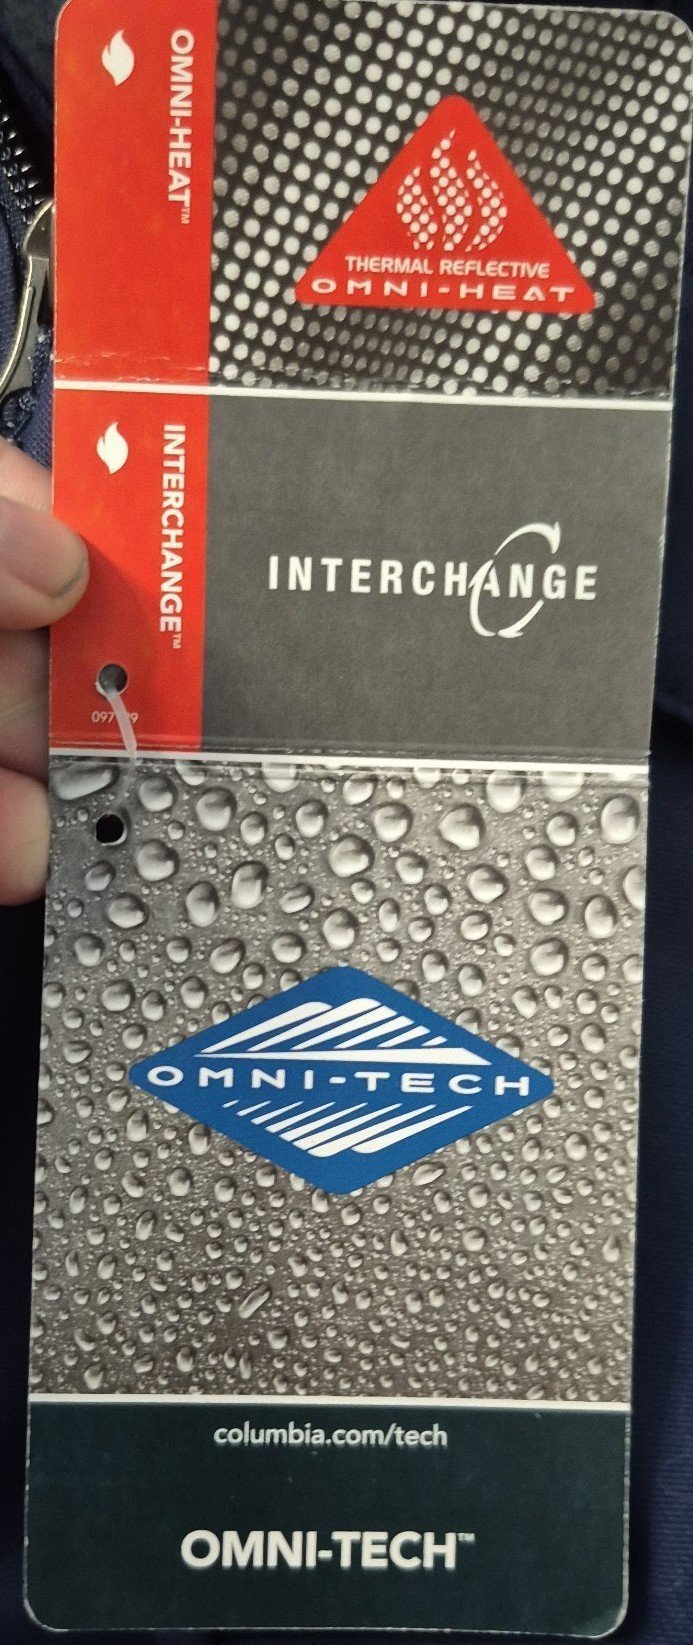 OMNI-HEAT™
THERMAL REFLECTIVE
OMNI-HEAT
INTERCHANGE™
INTERCHANGE
OMNI-TECH
columbia.com/tech
OMNI-TECH™